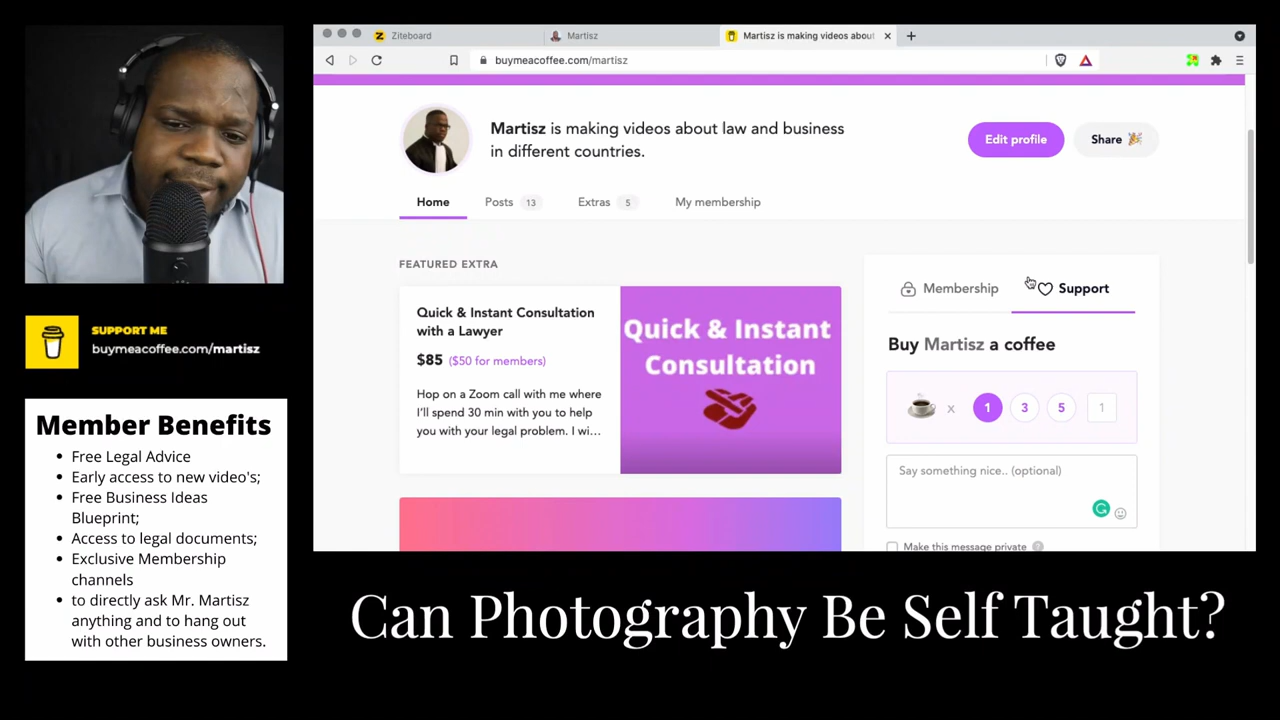 Ziteboard
Martisz
Martisz is making videos about
buymeacoffee.com/martisz
Martisz is making videos about law and business
in different countries.
Edit profile
Share
Home
Posts 13
Extras 5
My membership
FEATURED EXTRA
Quick & Instant Consultation
with a Lawyer
$85 ($50 for members)
Hop on a Zoom call with me where
I'll spend 30 min with you to help
you with your legal problem. I wi...
Quick & Instant
Consultation
Membership
Support
Buy Martisz a coffee
x 1 3 5 1
Say something nice.. (optional)
Make this message private ?
SUPPORT ME
buymeacoffee.com/martisz
Member Benefits
• Free Legal Advice
• Early access to new video's;
• Free Business Ideas
Blueprint;
• Access to legal documents;
• Exclusive Membership
channels
• to directly ask Mr. Martisz
anything and to hang out
with other business owners.
Can Photography Be Self Taught?